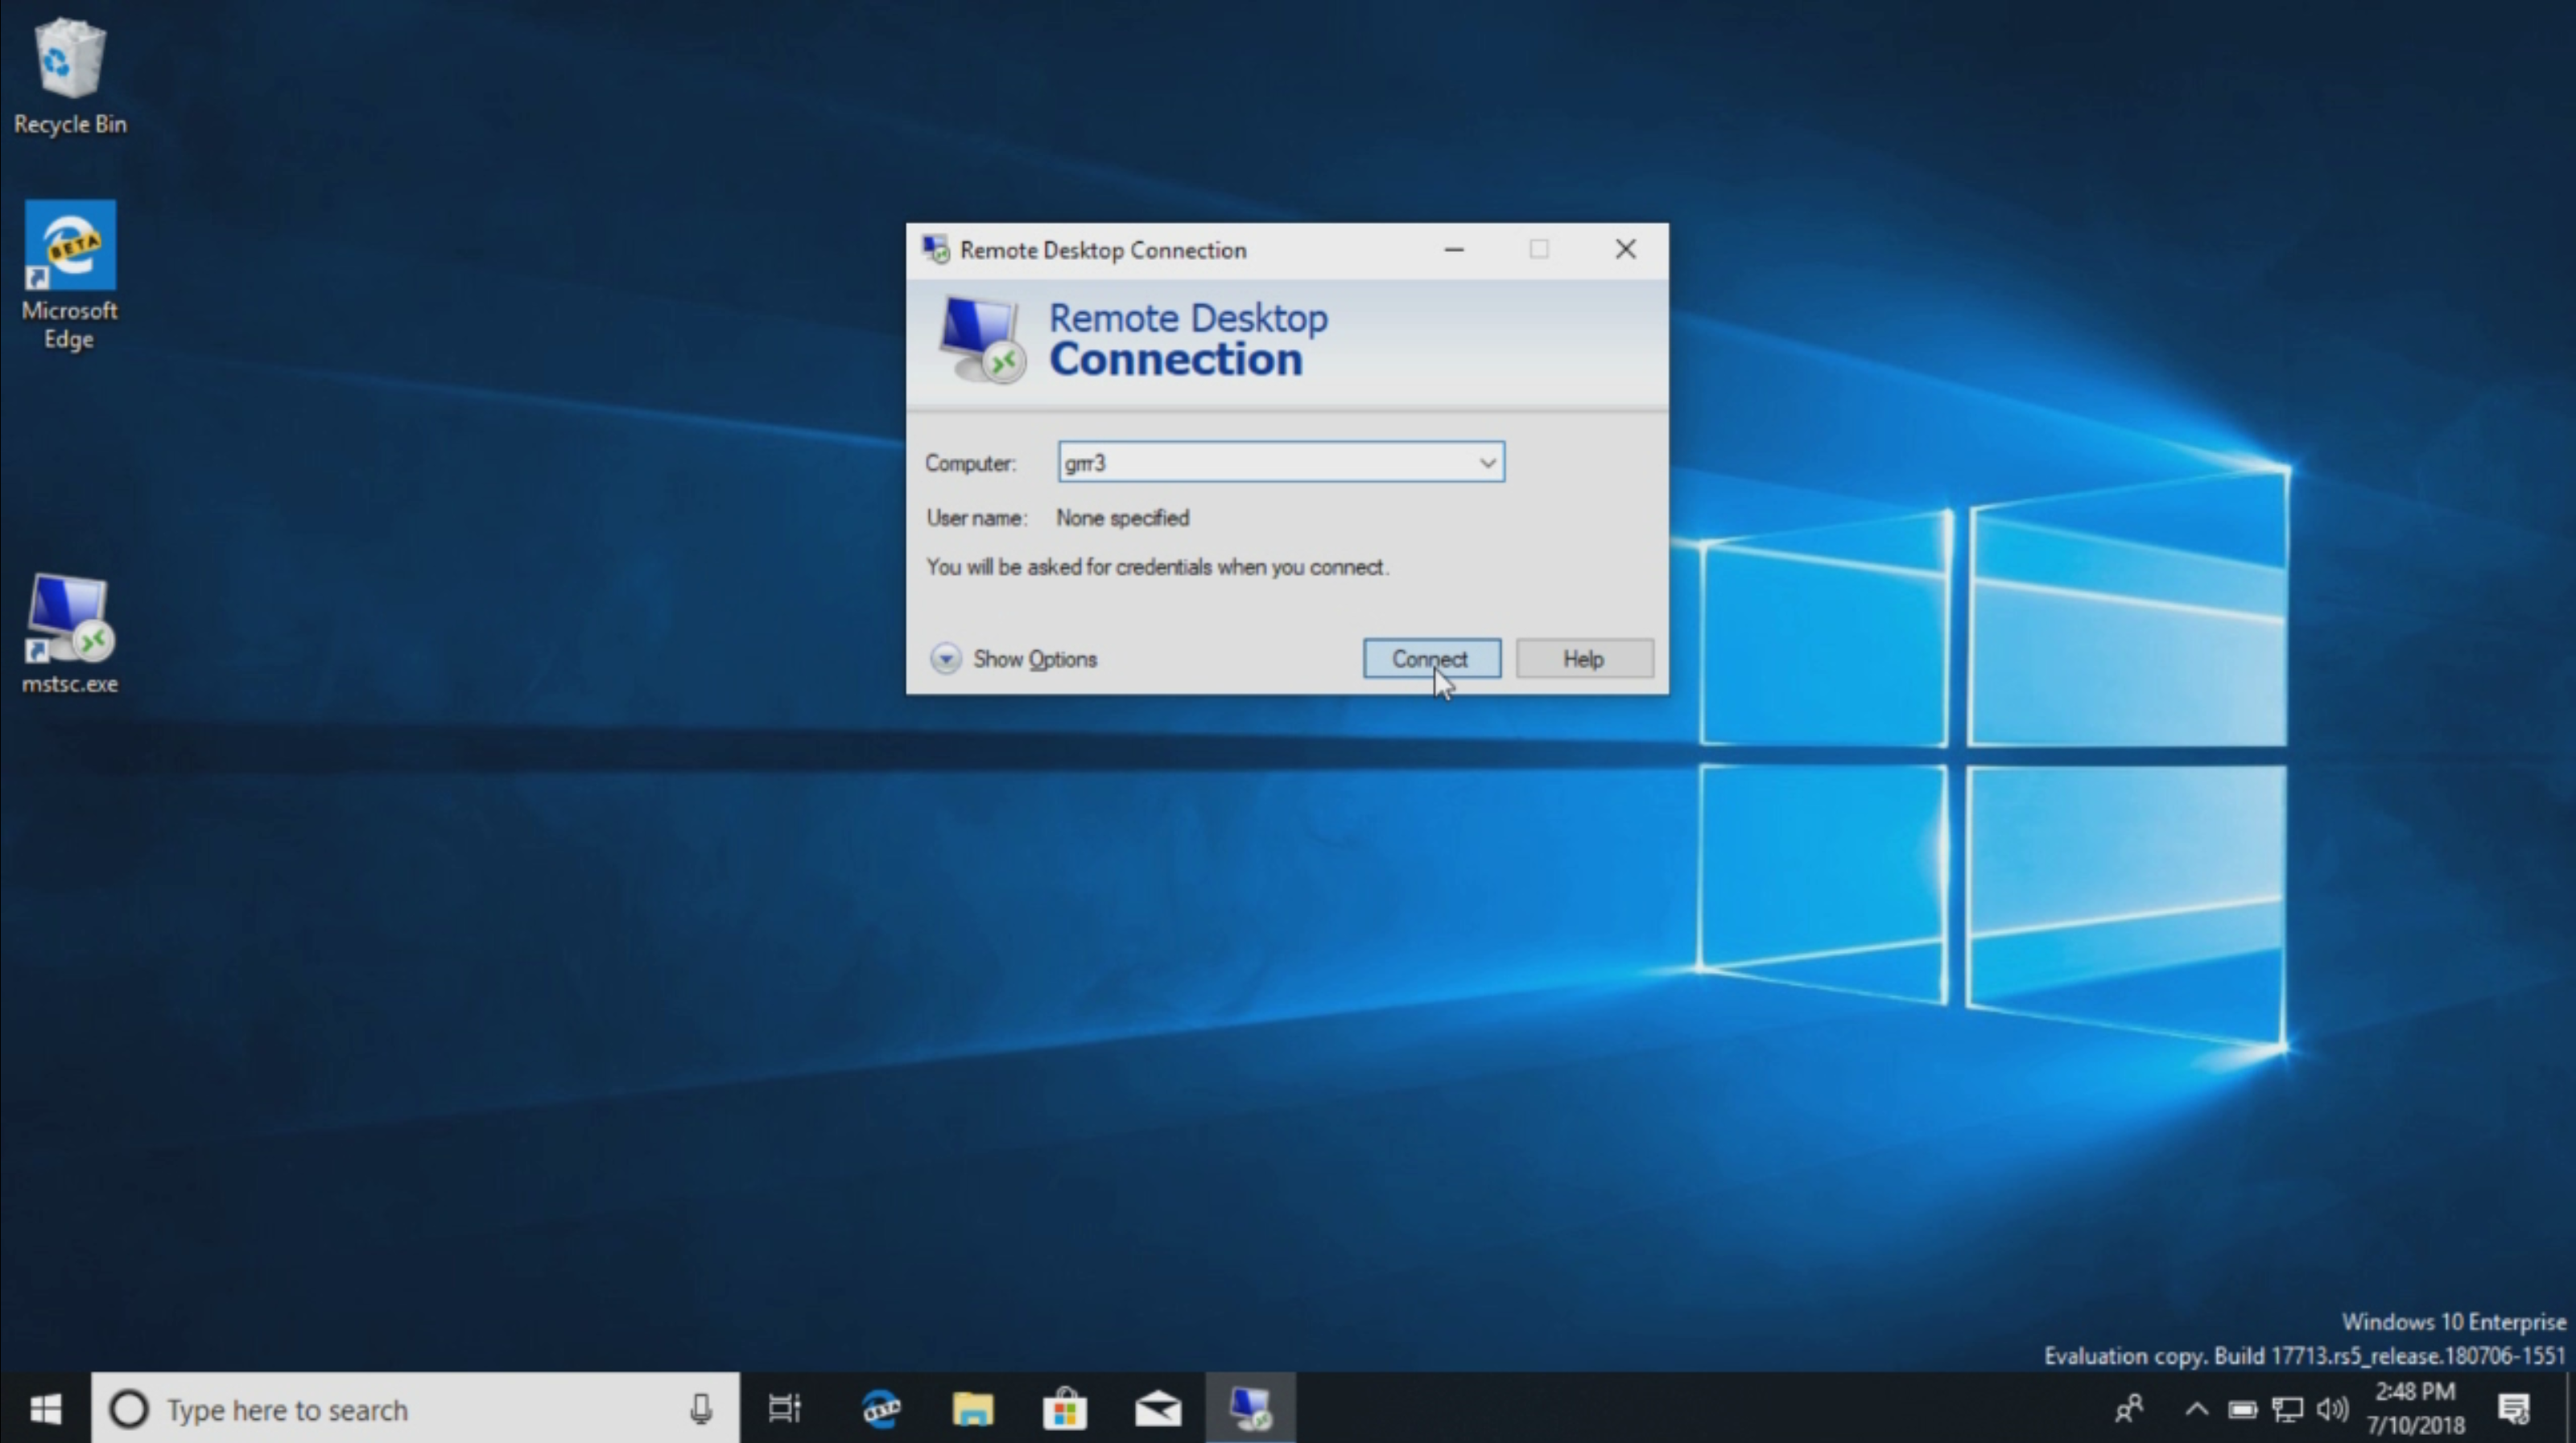 Recycle Bin
BETA
Microsoft
Edge
mstsc.exe
Remote Desktop Connection
Remote Desktop
Connection
Computer:
grrr3
User name:
None specified
You will be asked for credentials when you connect.
Show Options
Connect
Help
Windows 10 Enterprise
Evaluation copy. Build 17713.rs5_release.180706-1551
Type here to search
BETA
2:48 PM
7/10/2018